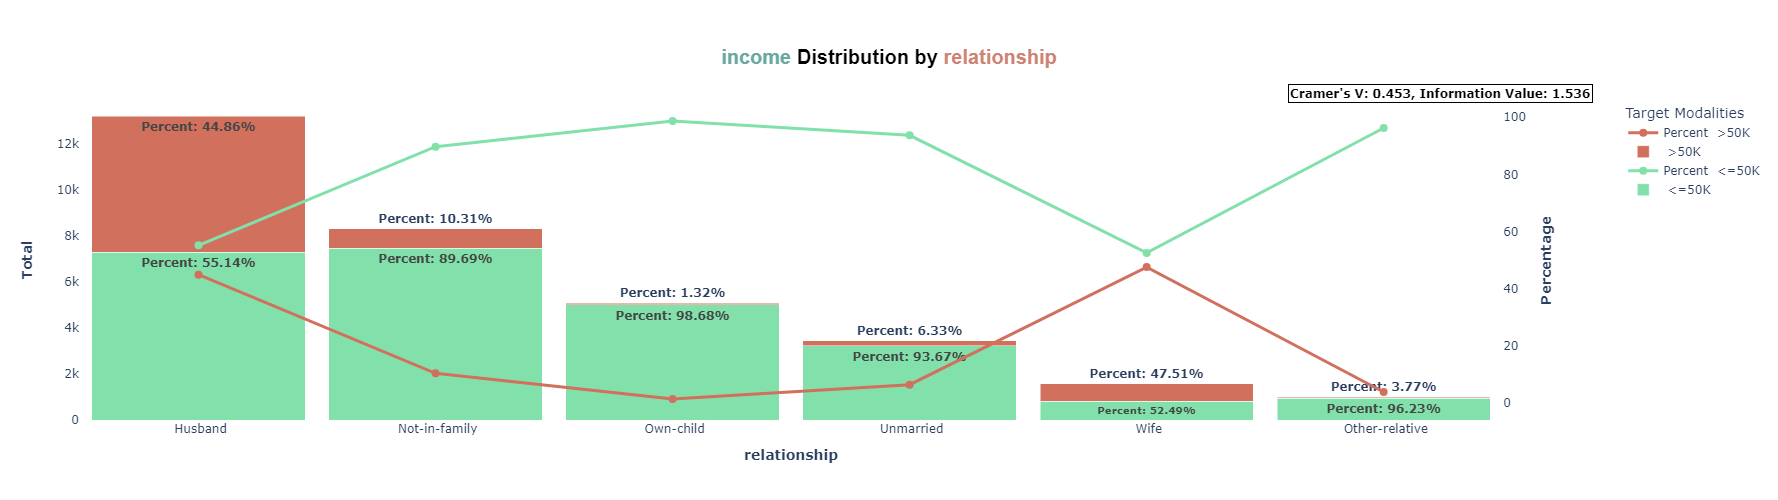 income Distribution by relationship
Cramer's V: 0.453, Information Value: 1.536
Target Modalities
Percent >50K
>50K
Percent <=50K
<=50K
Total
12k
10k
8k
6k
4k
2k
0
Percent: 44.86%
Percent: 55.14%
Percent: 10.31%
Percent: 89.69%
Percent: 1.32%
Percent: 98.68%
Percent: 6.33%
Percent: 93.67%
Percent: 47.51%
Percent: 52.49%
Percent: 3.77%
Percent: 96.23%
100
80
60
40
20
0
Percentage
Husband Not-in-family Own-child Unmarried Wife Other-relative
relationship